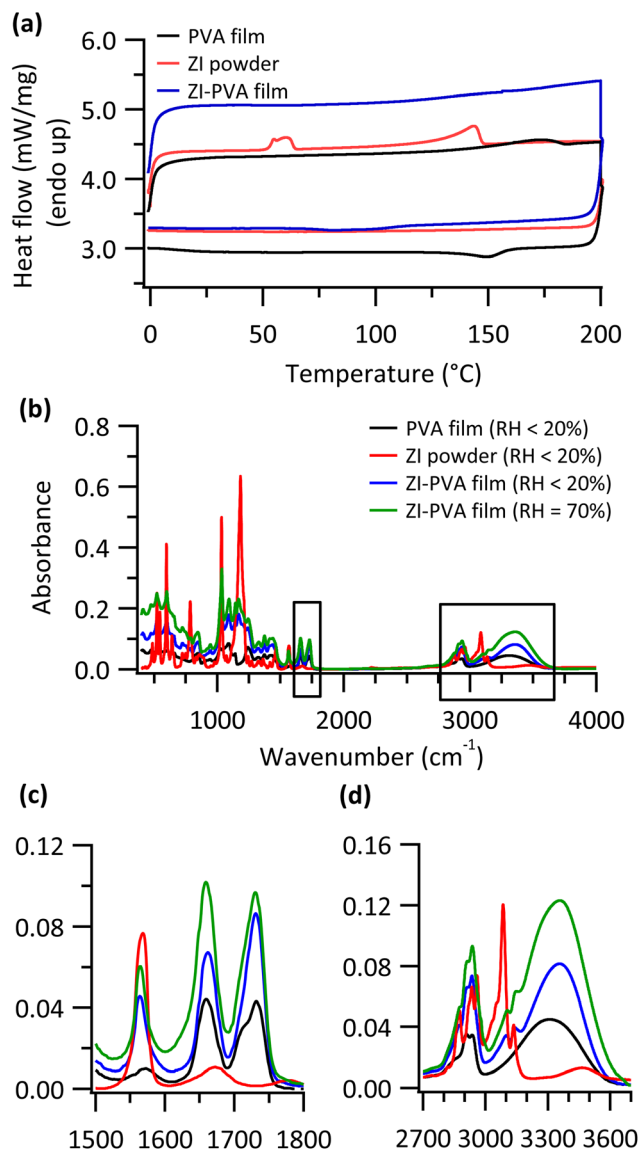 (a)
6.0
5.0
4.0
3.0
Heat flow (mW/mg)
(endo up)
PVA film
ZI powder
ZI-PVA film
0
50
100
150
200
Temperature (°C)
(b)
0.8
0.6
0.4
0.2
0.0
Absorbance
PVA film (RH < 20%)
ZI powder (RH < 20%)
ZI-PVA film (RH < 20%)
ZI-PVA film (RH = 70%)
1000
2000
3000
4000
Wavenumber (cm⁻¹)
(c)
0.12
0.08
0.04
0.00
1500
1600
1700
1800
(d)
0.16
0.12
0.08
0.04
0.00
2700
3000
3300
3600